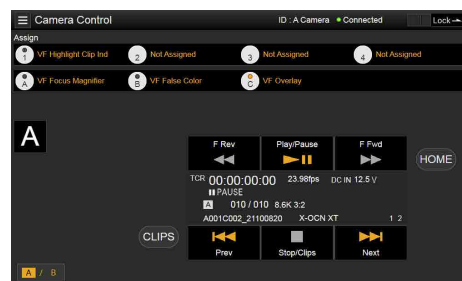 Camera Control ID : A Camera Connected Lock
Assign
1 VF Highlight Clip Ind 2 Not Assigned 3 Not Assigned 4 Not Assigned
A VF Focus Magnifier B VF False Color C VF Overlay
A
F Rev Play/Pause F Fwd
HOME
TCR 00:00:00:00 23.98fps DC IN 12.5 V
PAUSE
A 010 / 010 8.6K 3:2
A001C002_21100820 X-OCN XT 1 2
CLIPS
Prev Stop/Clips Next
A / B